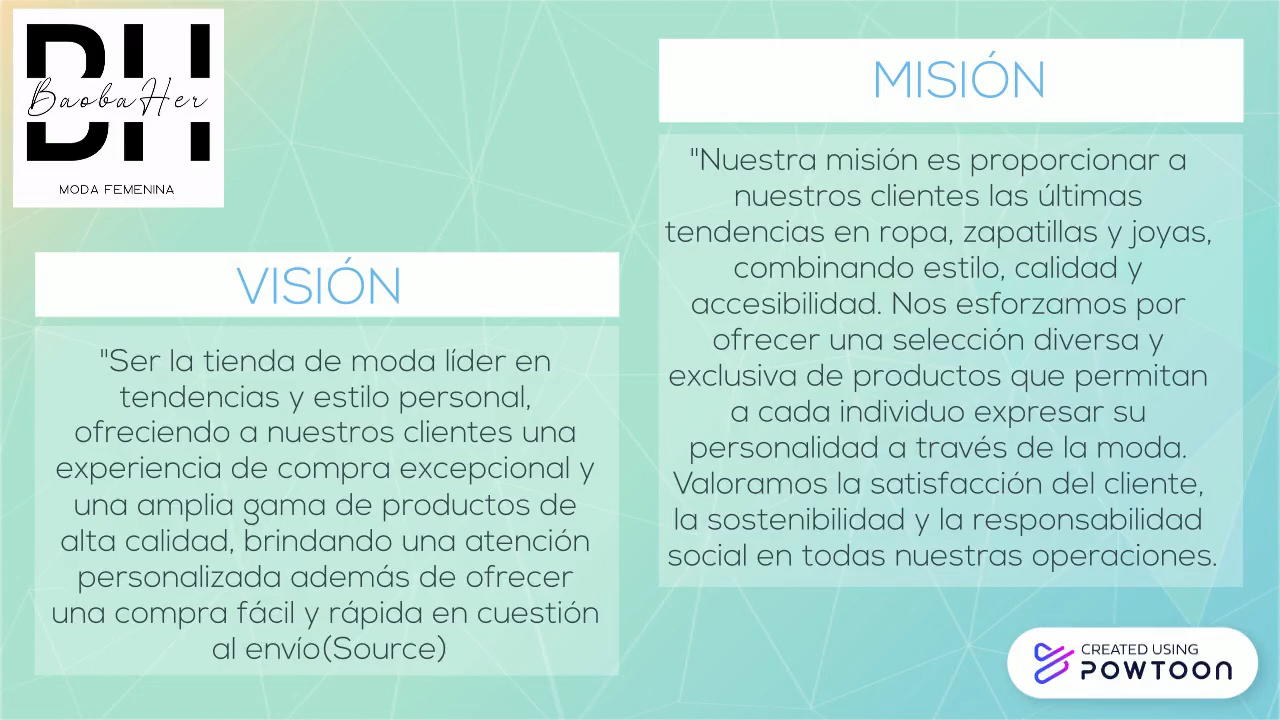 BH
BaobaHer
MODA FEMENINA
VISIÓN
"Ser la tienda de moda líder en
tendencias y estilo personal,
ofreciendo a nuestros clientes una
experiencia de compra excepcional y
una amplia gama de productos de
alta calidad, brindando una atención
personalizada además de ofrecer
una compra fácil y rápida en cuestión
al envío(Source)
MISIÓN
"Nuestra misión es proporcionar a
nuestros clientes las últimas
tendencias en ropa, zapatillas y joyas,
combinando estilo, calidad y
accesibilidad. Nos esforzamos por
ofrecer una selección diversa y
exclusiva de productos que permitan
a cada individuo expresar su
personalidad a través de la moda.
Valoramos la satisfacción del cliente,
la sostenibilidad y la responsabilidad
social en todas nuestras operaciones.
CREATED USING
POWTOON